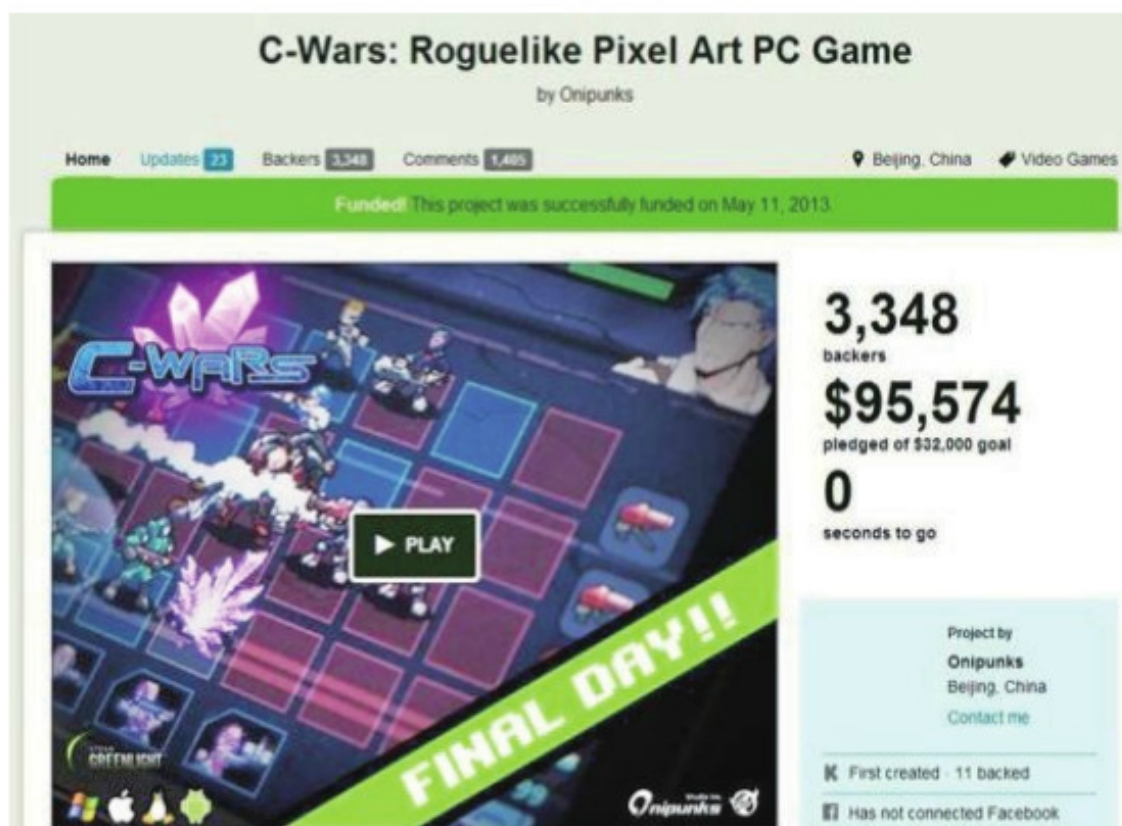 C-Wars: Roguelike Pixel Art PC Game
by Onipunks
Home Updates 23 Backers 3,348 Comments 1,405 Beijing, China Video Games
Funded! This project was successfully funded on May 11, 2013.
C-WARS
PLAY
FINAL DAY!!
STEAM
GREENLIGHT
Onipunks
3,348
backers
$95,574
pledged of $32,000 goal
0
seconds to go
Project by
Onipunks
Beijing, China
Contact me
First created · 11 backed
Has not connected Facebook